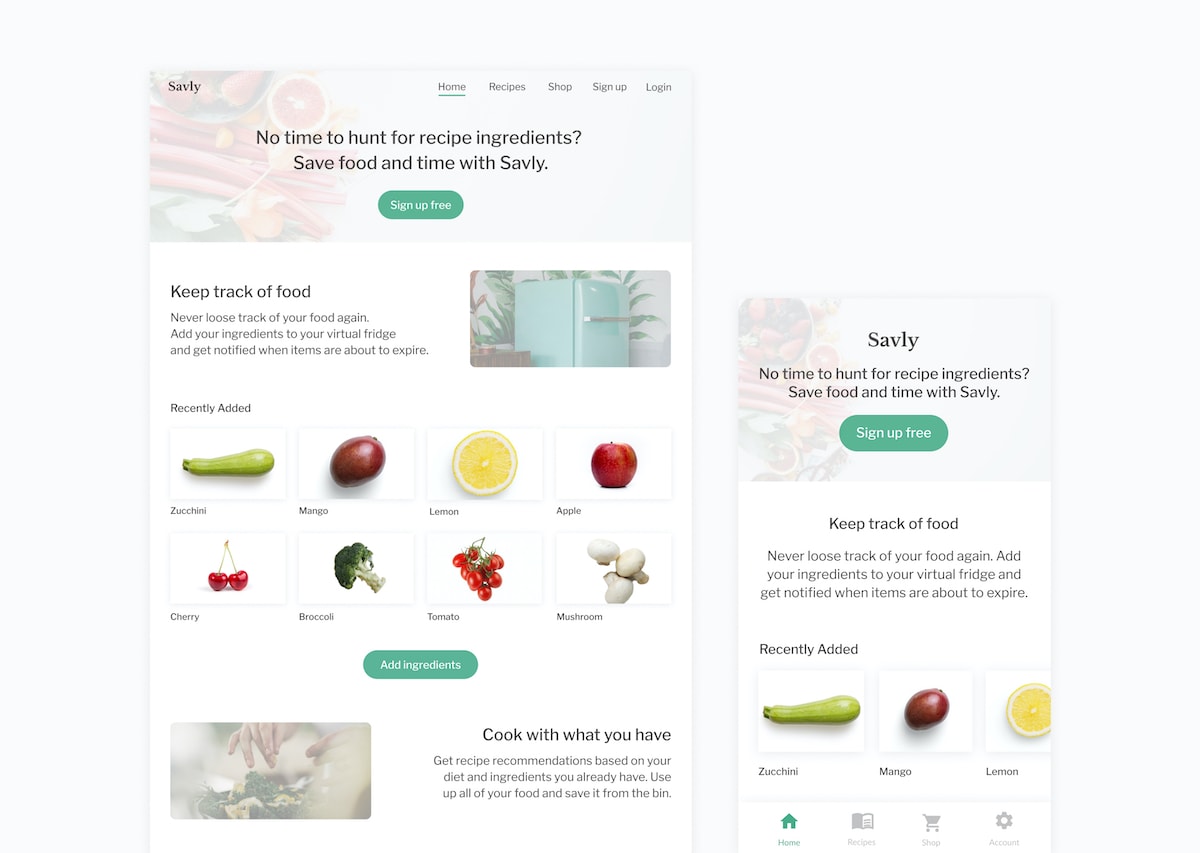 Savly
Home Recipes Shop Sign up Login
No time to hunt for recipe ingredients?
Save food and time with Savly.
Sign up free
Keep track of food
Never loose track of your food again.
Add your ingredients to your virtual fridge
and get notified when items are about to expire.
Recently Added
Zucchini Mango Lemon Apple
Cherry Broccoli Tomato Mushroom
Add ingredients
Cook with what you have
Get recipe recommendations based on your
diet and ingredients you already have. Use
up all of your food and save it from the bin.
Savly
No time to hunt for recipe ingredients?
Save food and time with Savly.
Sign up free
Keep track of food
Never loose track of your food again. Add
your ingredients to your virtual fridge and
get notified when items are about to expire.
Recently Added
Zucchini Mango Lemon
Home Recipes Shop Account